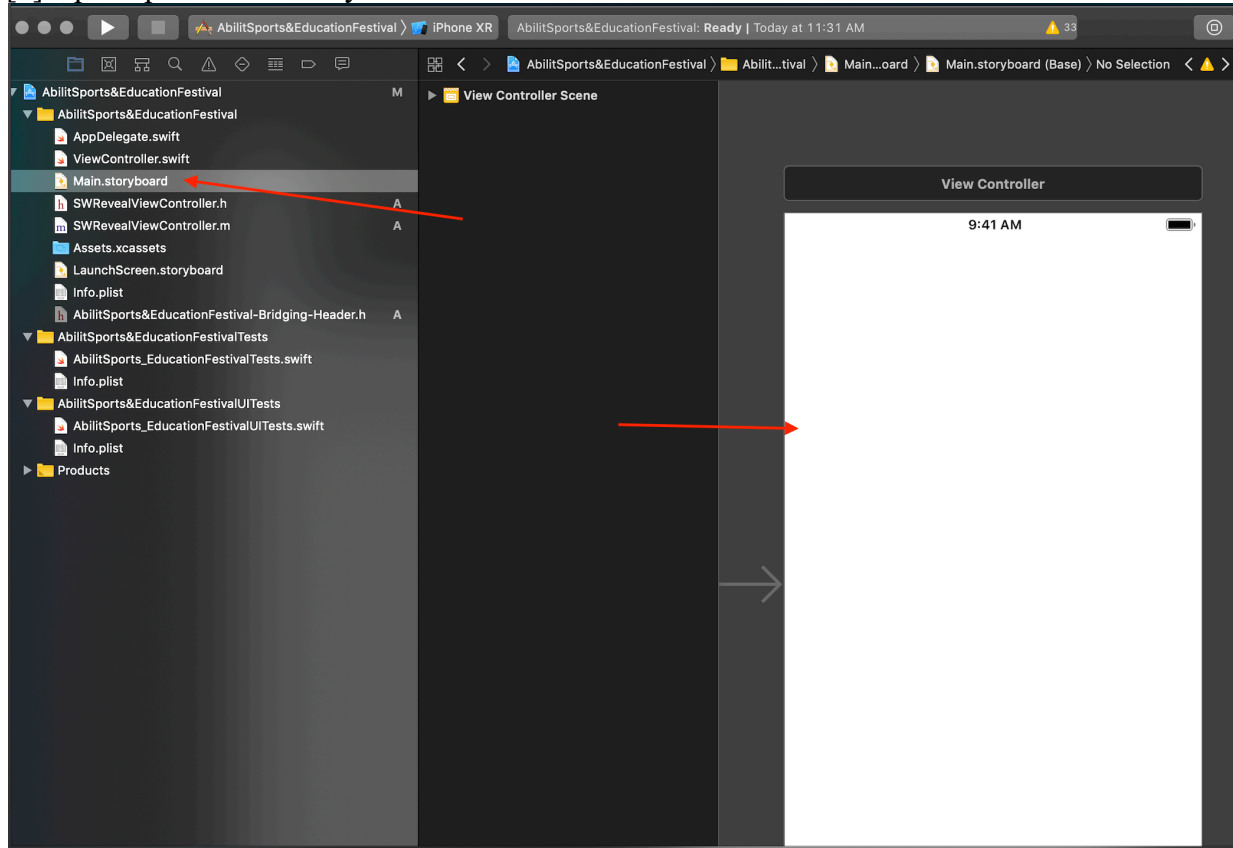 AbilitSports&EducationFestival 〉 iPhone XR AbilitSports&EducationFestival: Ready | Today at 11:31 AM 33
AbilitSports&EducationFestival 〉 Abilit...tival 〉 Main...oard 〉 Main.storyboard (Base) 〉 No Selection
AbilitSports&EducationFestival M
AbilitSports&EducationFestival
AppDelegate.swift
ViewController.swift
Main.storyboard
h SWRevealViewController.h A
m SWRevealViewController.m A
Assets.xcassets
LaunchScreen.storyboard
Info.plist
h AbilitSports&EducationFestival-Bridging-Header.h A
AbilitSports&EducationFestivalTests
AbilitSports_EducationFestivalTests.swift
Info.plist
AbilitSports&EducationFestivalUITests
AbilitSports_EducationFestivalUITests.swift
Info.plist
Products
View Controller Scene
View Controller
9:41 AM